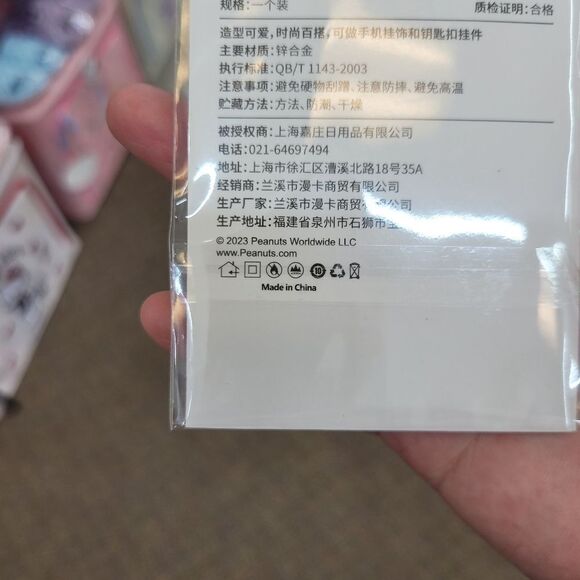 规格:一个装 质检证明:合格
造型可爱,时尚百搭,可做手机挂饰和钥匙扣挂件
主要材质:锌合金
执行标准:QB/T 1143-2003
注意事项:避免硬物刮蹭、注意防摔、避免高温
贮藏方法:方法、防潮、干燥
被授权商:上海嘉庄日用品有限公司
电话:021-64697494
地址:上海市徐汇区漕溪北路18号35A
经销商:兰溪市漫卡商贸有限公司
生产厂家:兰溪市漫卡商贸有限公司
生产地址:福建省泉州市石狮市
© 2023 Peanuts Worldwide LLC
www.Peanuts.com
10
Made in China